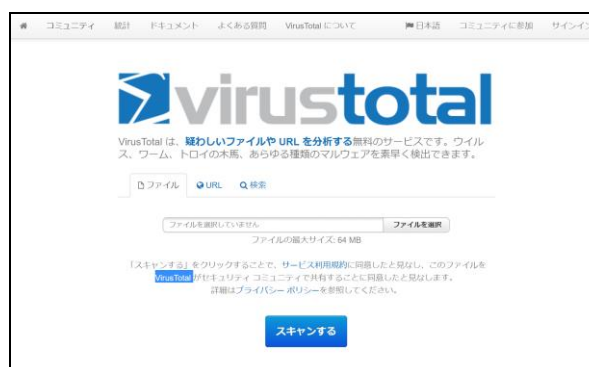 コミュニティ 統計 ドキュメント よくある質問 VirusTotal について 日本語 コミュニティに参加 サインイン
virustotal
VirusTotal は、疑わしいファイルや URL を分析する無料のサービスです。ウイル
ス、ワーム、トロイの木馬、あらゆる種類のマルウェアを素早く検出できます。
ファイル URL 検索
ファイルを選択していません ファイルを選択
ファイルの最大サイズ: 64 MB
「スキャンする」をクリックすることで、サービス利用規約に同意したと見なし、このファイルを
VirusTotal がセキュリティ コミュニティで共有することに同意したと見なします。
詳細はプライバシー ポリシーを参照してください。
スキャンする